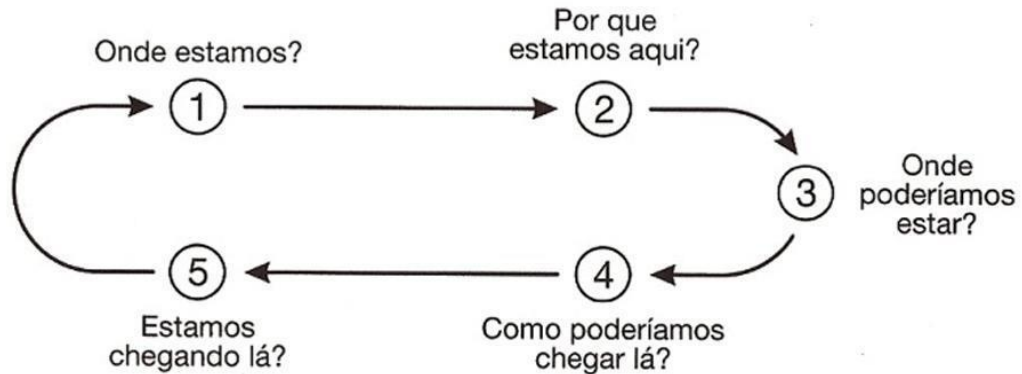 Onde estamos?
1
Por que
estamos aqui?
2
3
Onde
poderíamos
estar?
4
Como poderíamos
chegar lá?
5
Estamos
chegando lá?